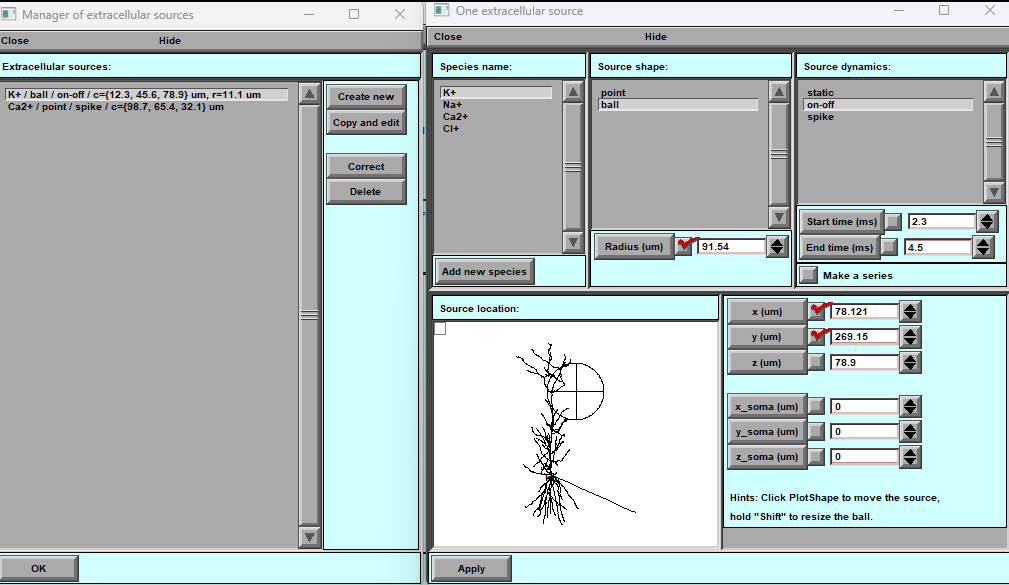 Manager of extracellular sources
Close Hide
Extracellular sources:
K+ / ball / on-off / c={12.3, 45.6, 78.9} um, r=11.1 um
Ca2+ / point / spike / c={98.7, 65.4, 32.1} um
Create new
Copy and edit
Correct
Delete
OK
One extracellular source
Close Hide
Species name:
K+
Na+
Ca2+
Cl+
Add new species
Source shape:
point
ball
Radius (um) 91.54
Source dynamics:
static
on-off
spike
Start time (ms) 2.3
End time (ms) 4.5
Make a series
Source location:
x (um) 78.121
y (um) 269.15
z (um) 78.9
x_soma (um) 0
y_soma (um) 0
z_soma (um) 0
Hints: Click PlotShape to move the source,
hold "Shift" to resize the ball.
Apply